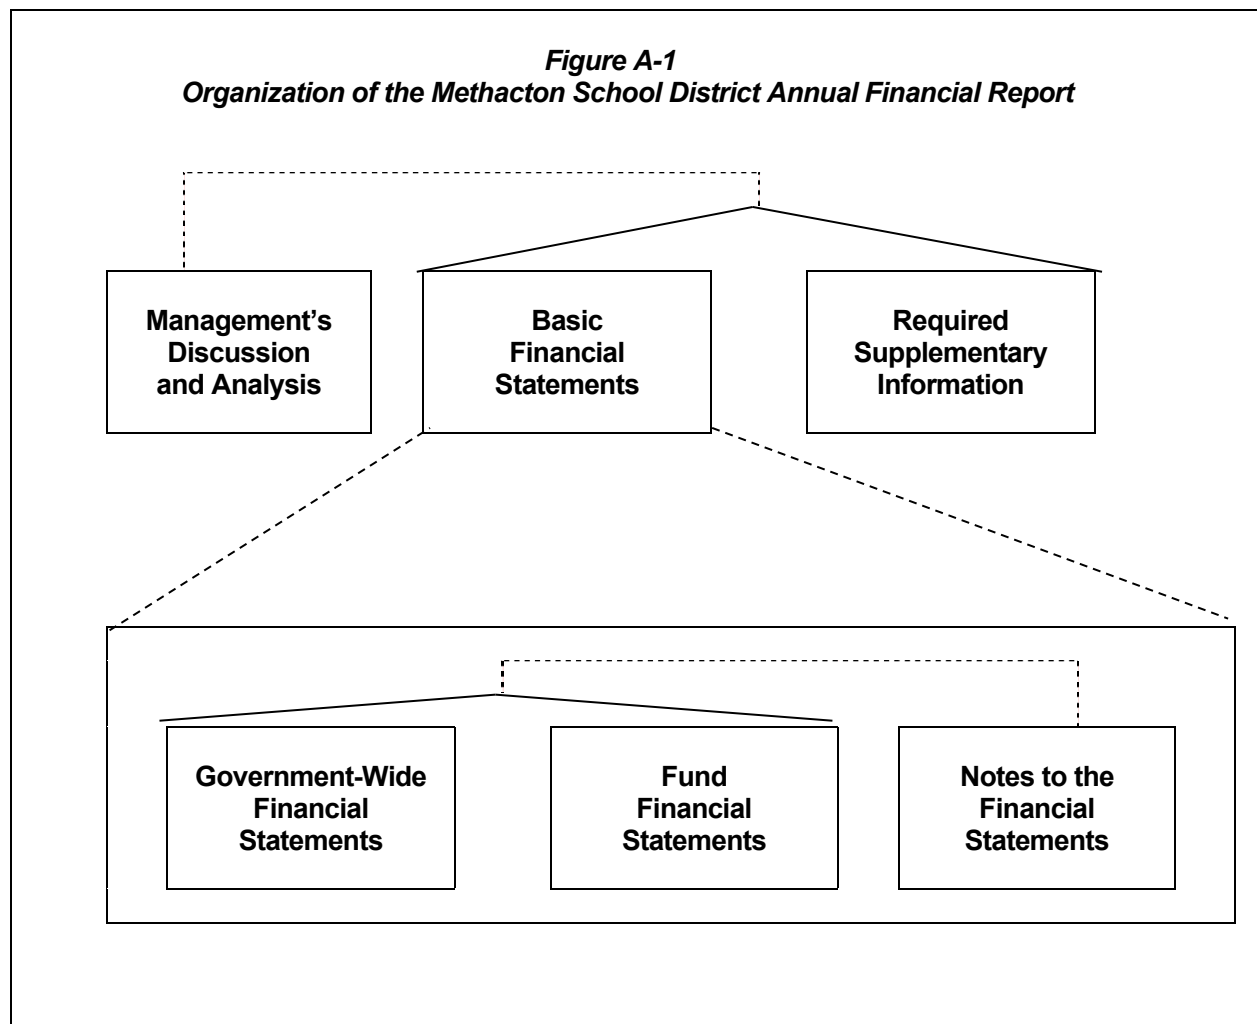 Figure A-1
Organization of the Methacton School District Annual Financial Report
Management's
Discussion
and Analysis
Basic
Financial
Statements
Required
Supplementary
Information
Government-Wide
Financial
Statements
Fund
Financial
Statements
Notes to the
Financial
Statements